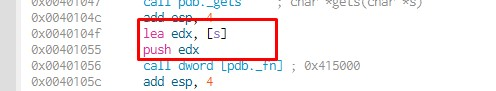 0x00401047 call pdb._gets ; char *gets(char *s)
0x0040104c add esp, 4
0x0040104f lea edx, [s]
0x00401055 push edx
0x00401056 call dword [pdb._fn] ; 0x415000
0x0040105c add esp, 4